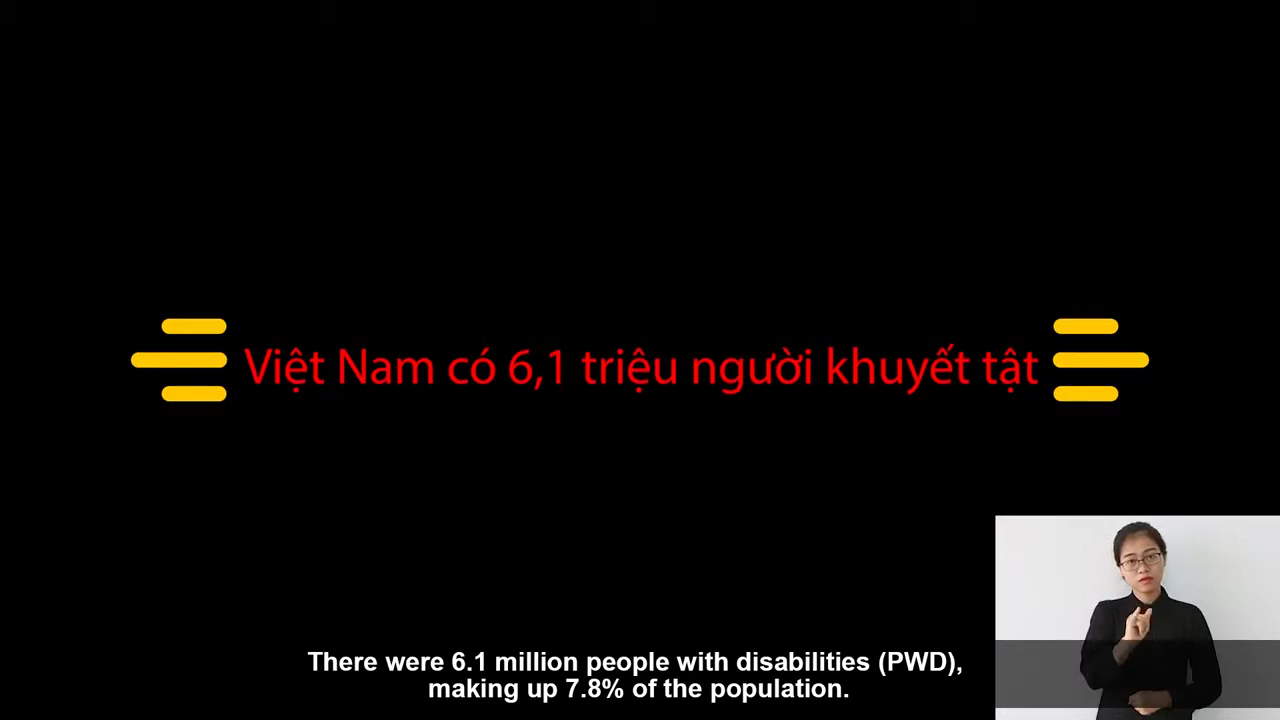 Việt Nam có 6,1 triệu người khuyết tật
There were 6.1 million people with disabilities (PWD),
making up 7.8% of the population.